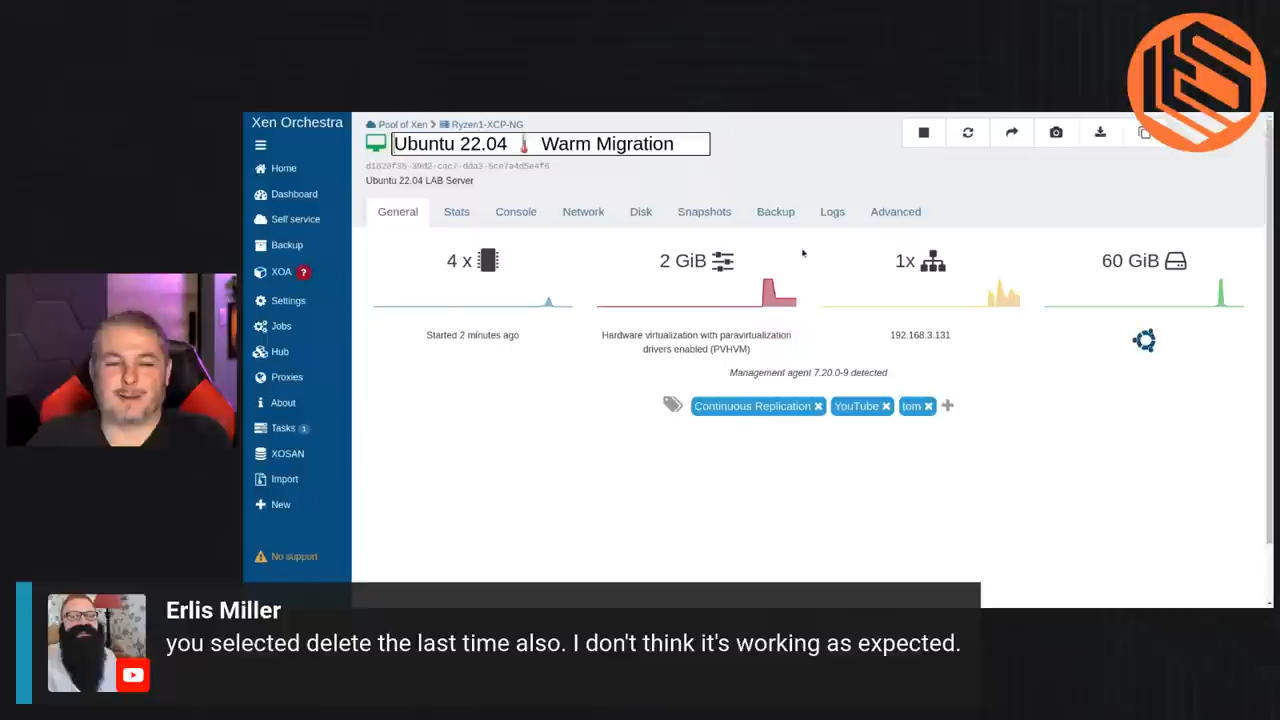 Xen Orchestra
Pool of Xen Ryzen1-XCP-NG
Ubuntu 22.04 🌡 Warm Migration
Ubuntu 22.04 LAB Server
Home
Dashboard
Self service
Backup
XOA ?
Settings
Jobs
Hub
Proxies
About
Tasks 1
XOSAN
Import
New
No support
General Stats Console Network Disk Snapshots Backup Logs Advanced
4 x 2 GiB 1x 60 GiB
Started 2 minutes ago
Hardware virtualization with paravirtualization
drivers enabled (PVHVM)
192.168.3.131
Management agent 7.20.0-9 detected
Continuous Replication YouTube tom
Erlis Miller
you selected delete the last time also. I don't think it's working as expected.